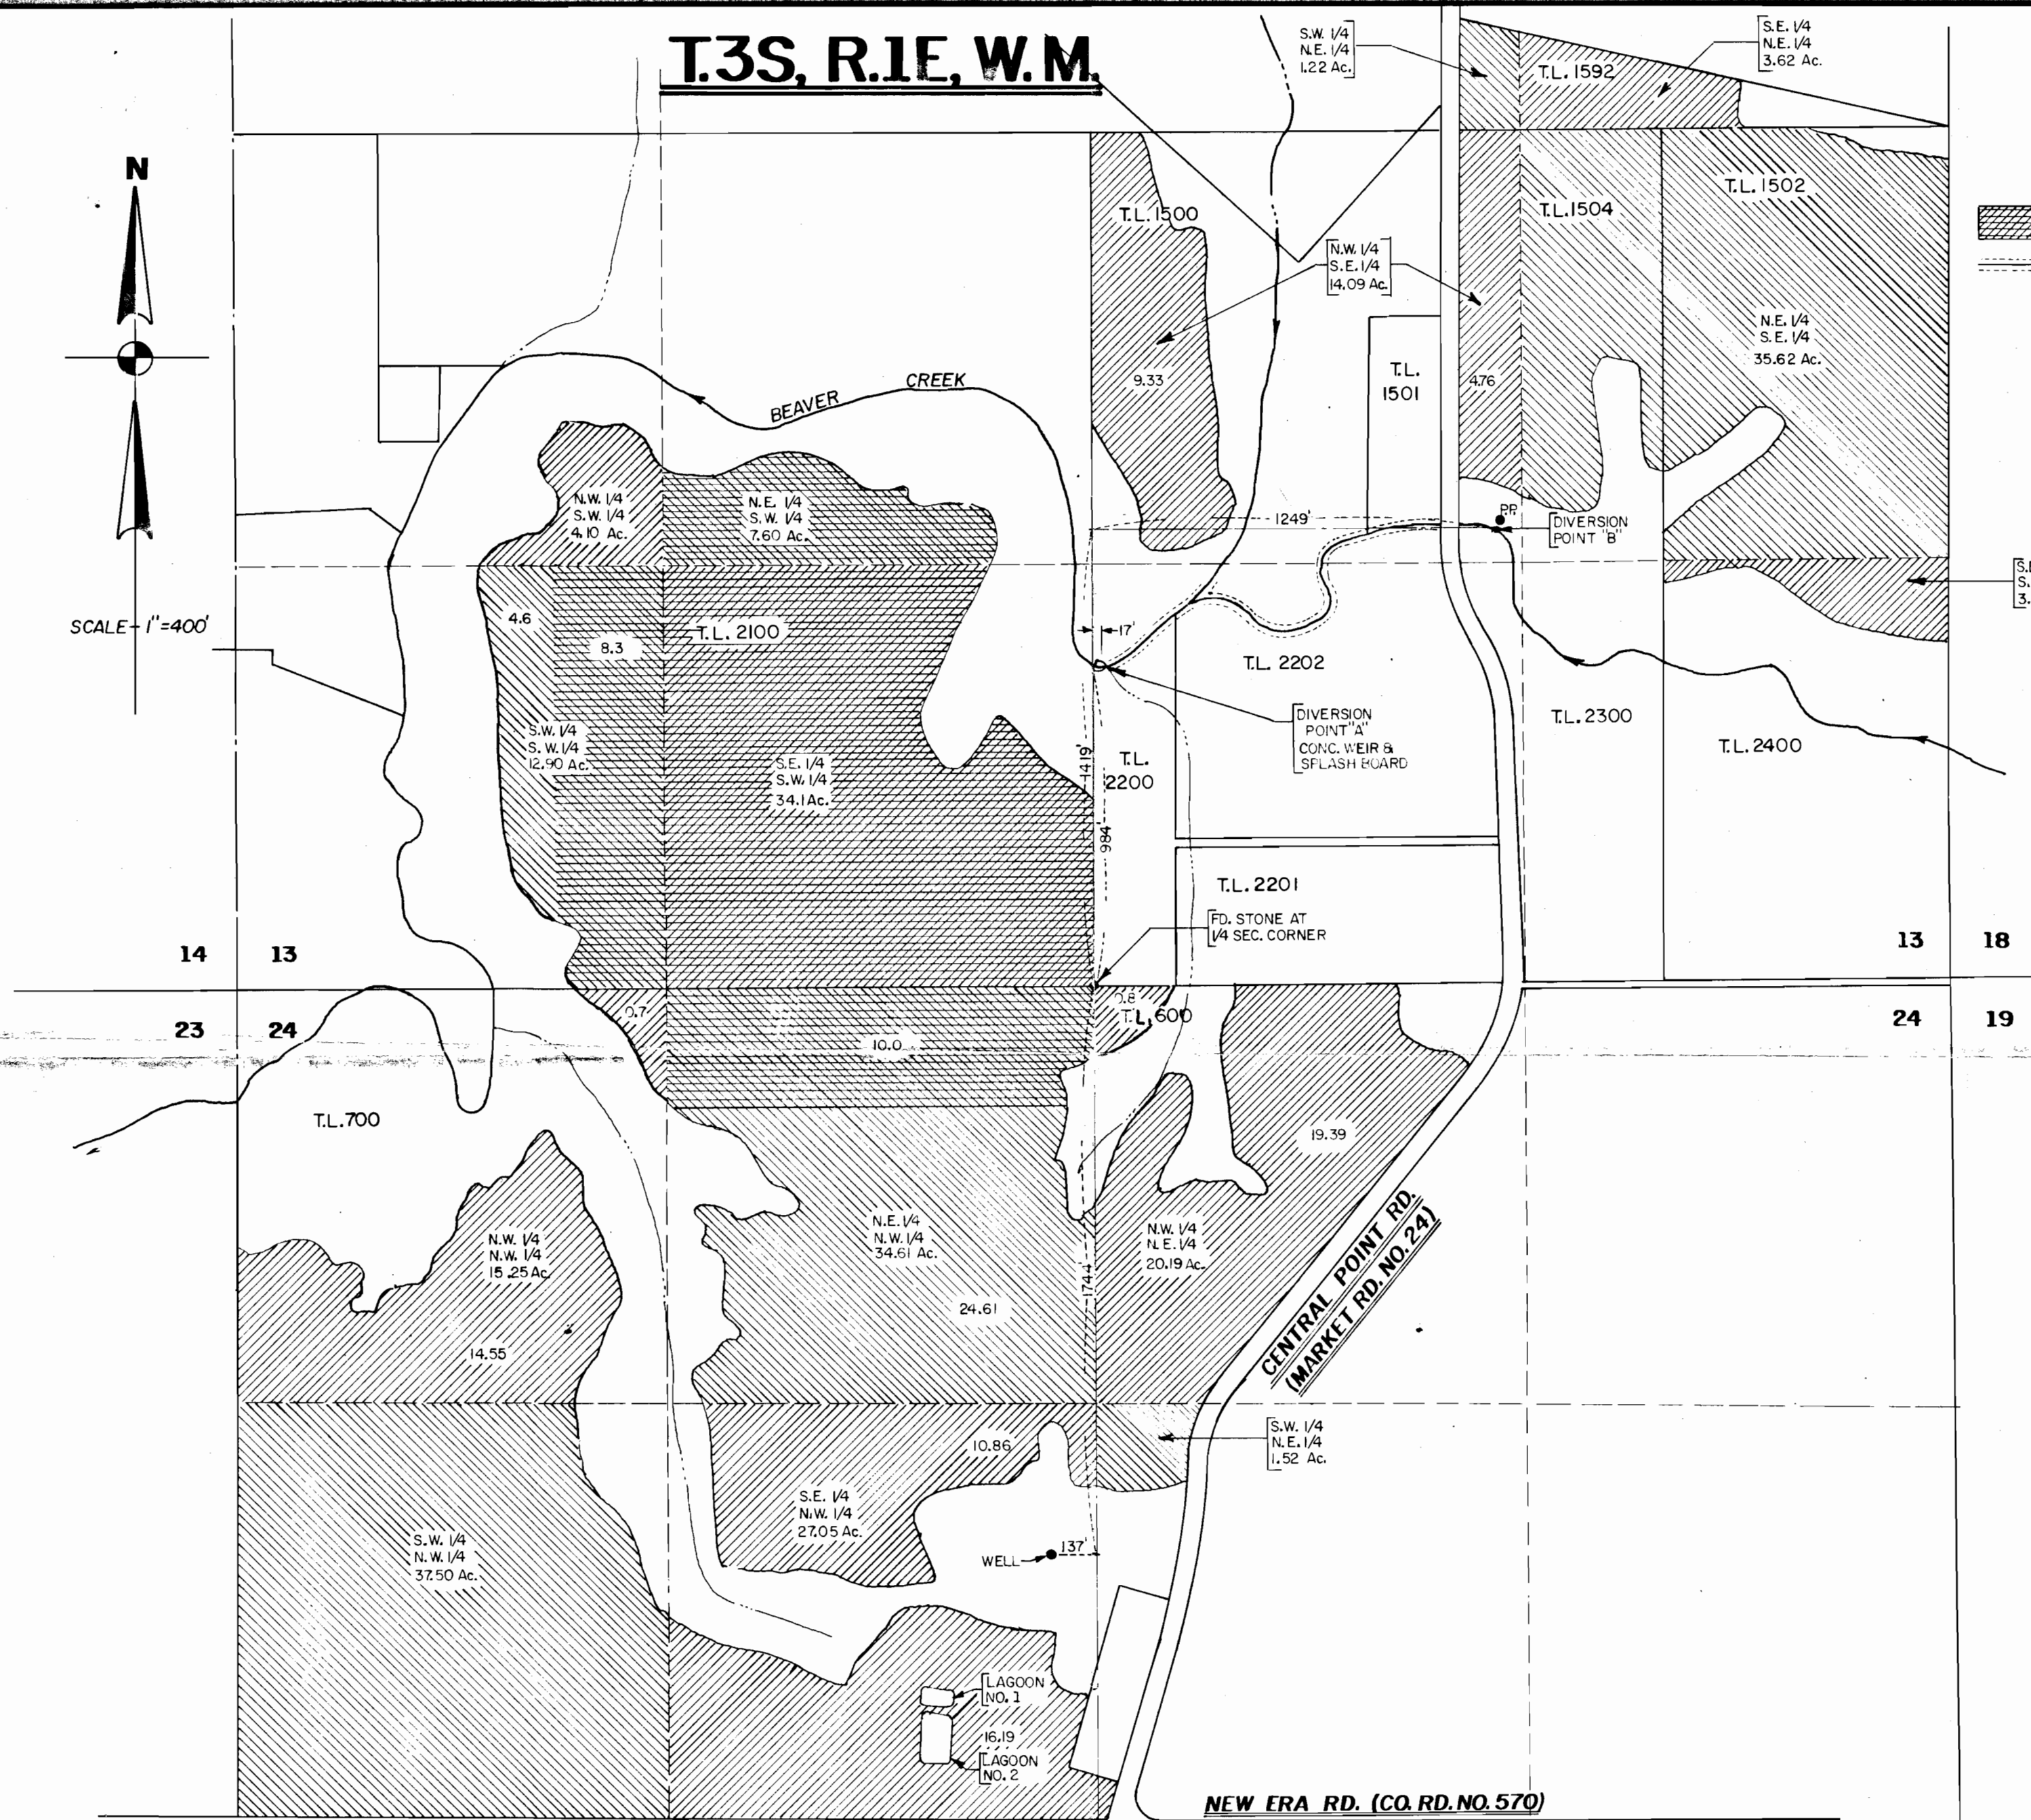 T.3S, R.1E, W.M.
S.W. 1/4
N.E. 1/4
1.22 Ac.
S.E. 1/4
N.E. 1/4
3.62 Ac.
T.L. 1592
N
T.L. 1500
T.L. 1504
T.L. 1502
N.W. 1/4
S.E. 1/4
14.09 Ac.
N.E. 1/4
S.E. 1/4
35.62 Ac.
9.33
T.L.
1501
4.76
BEAVER CREEK
N.W. 1/4
S.W. 1/4
4.10 Ac.
N.E. 1/4
S.W. 1/4
7.60 Ac.
1249'
P.P.
DIVERSION
POINT "B"
S.
3.
SCALE - 1"=400'
4.6
8.3
T.L. 2100
17'
T.L. 2202
DIVERSION
POINT "A"
CONC. WEIR &
SPLASH BOARD
T.L. 2300
T.L. 2400
S.W. 1/4
S.W. 1/4
12.90 Ac.
S.E. 1/4
S.W. 1/4
34.1 Ac.
1419'
T.L.
2200
984'
T.L. 2201
FD. STONE AT
1/4 SEC. CORNER
14 13
13 18
23 24
24 19
0.7
10.0
0.8
T.L. 600
T.L. 700
19.39
N.W. 1/4
N.W. 1/4
15.25 Ac.
N.E. 1/4
N.W. 1/4
34.61 Ac.
N.W. 1/4
N.E. 1/4
20.19 Ac.
CENTRAL POINT RD.
(MARKET RD. NO. 24)
1744'
24.61
14.55
10.86
S.W. 1/4
N.E. 1/4
1.52 Ac.
S.E. 1/4
N.W. 1/4
27.05 Ac.
S.W. 1/4
N.W. 1/4
37.50 Ac.
WELL
137'
LAGOON
NO. 1
16.19
LAGOON
NO. 2
NEW ERA RD. (CO. RD. NO. 570)